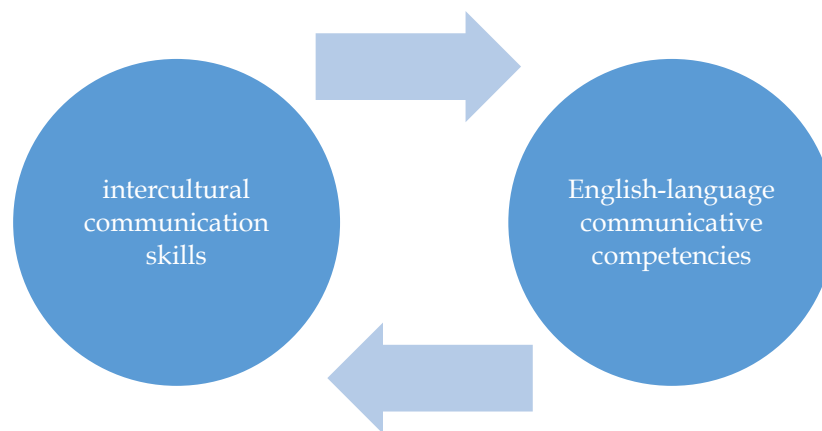 intercultural
communication
skills
English-language
communicative
competencies